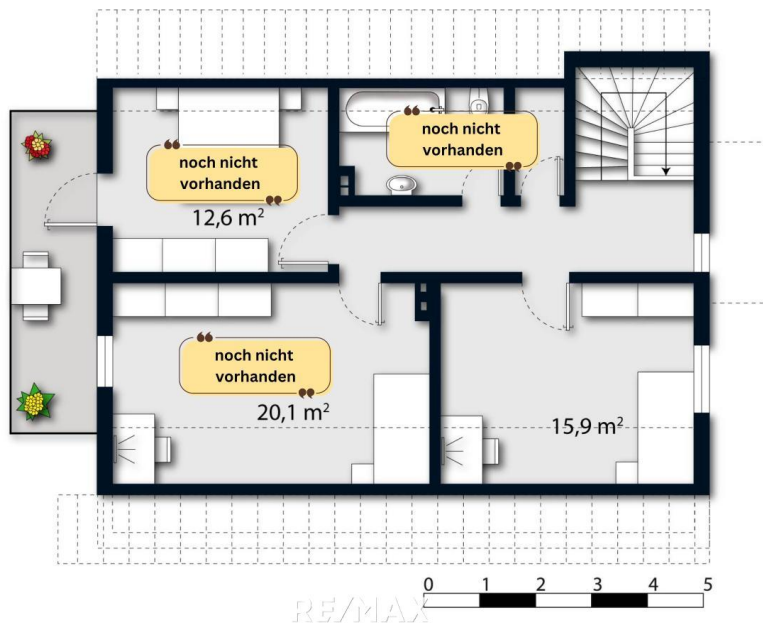 noch nicht
vorhanden
12,6 m²
noch nicht
vorhanden
noch nicht
vorhanden
20,1 m²
15,9 m²
0 1 2 3 4 5
RE/MAX